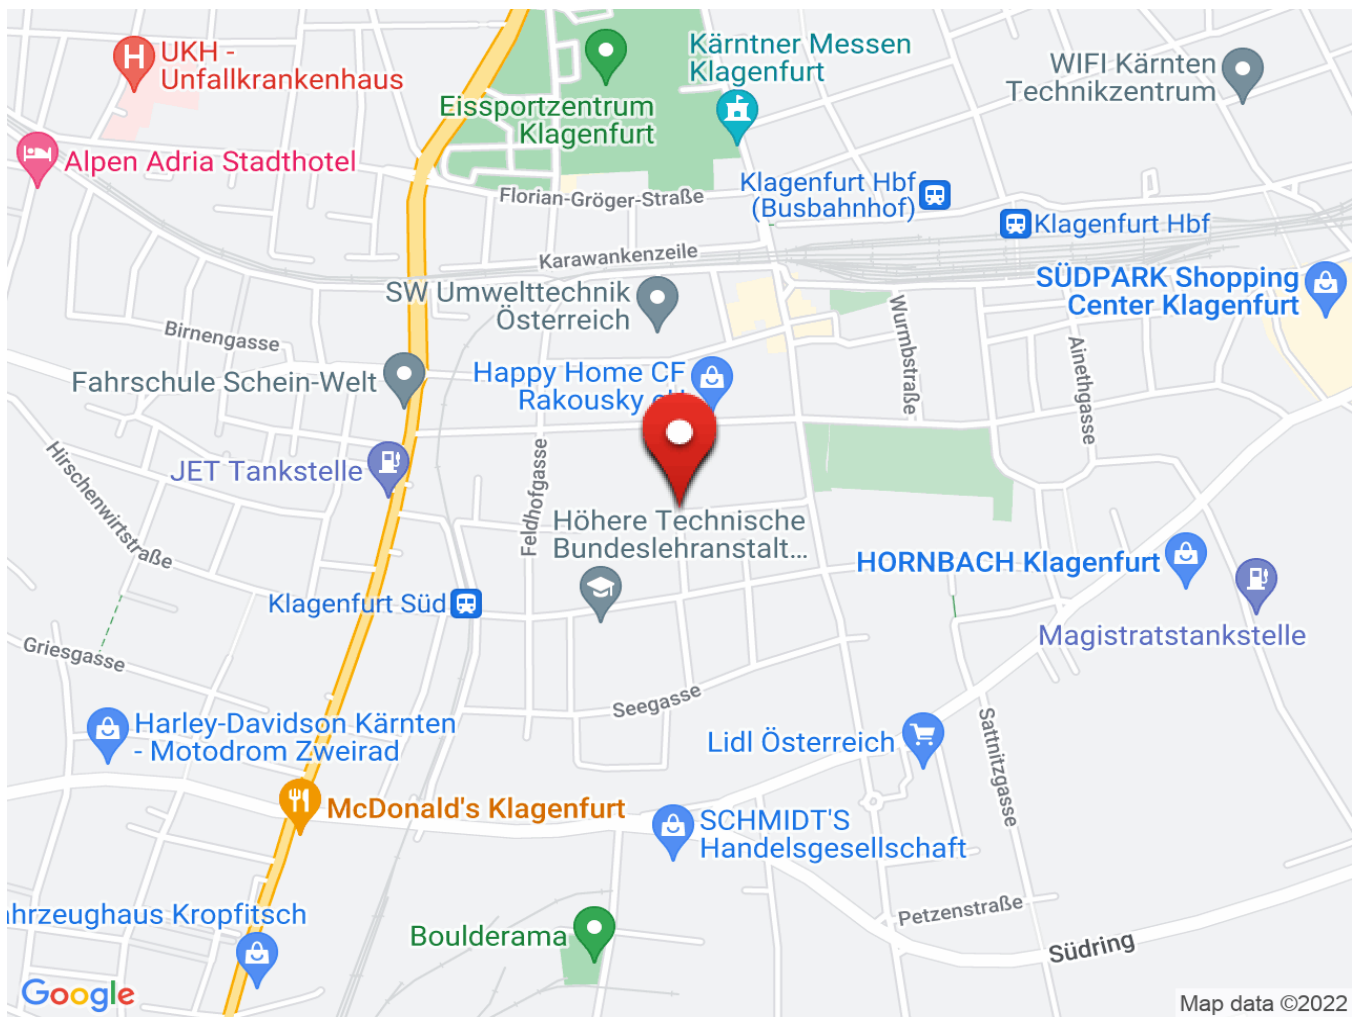 UKH -
Unfallkrankenhaus
Kärntner Messen
Klagenfurt
WIFI Kärnten
Technikzentrum
Eissportzentrum
Klagenfurt
Alpen Adria Stadthotel
Florian-Gröger-Straße
Klagenfurt Hbf
(Busbahnhof)
Klagenfurt Hbf
Karawankenzeile
SW Umwelttechnik
Österreich
SÜDPARK Shopping
Center Klagenfurt
Birnengasse
Wurmbstraße
Ainethgasse
Fahrschule Schein-Welt
Happy Home CF
Rakousky
JET Tankstelle
Hirschenwirtstraße
Feldhofgasse
Höhere Technische
Bundeslehranstalt...
HORNBACH Klagenfurt
Klagenfurt Süd
Magistratstankstelle
Griesgasse
Seegasse
Harley-Davidson Kärnten
- Motodrom Zweirad
Lidl Österreich
Sattnitzgasse
McDonald's Klagenfurt
SCHMIDT'S
Handelsgesellschaft
ahrzeughaus Kropfitsch
Petzenstraße
Boulderama
Südring
Google
Map data ©2022